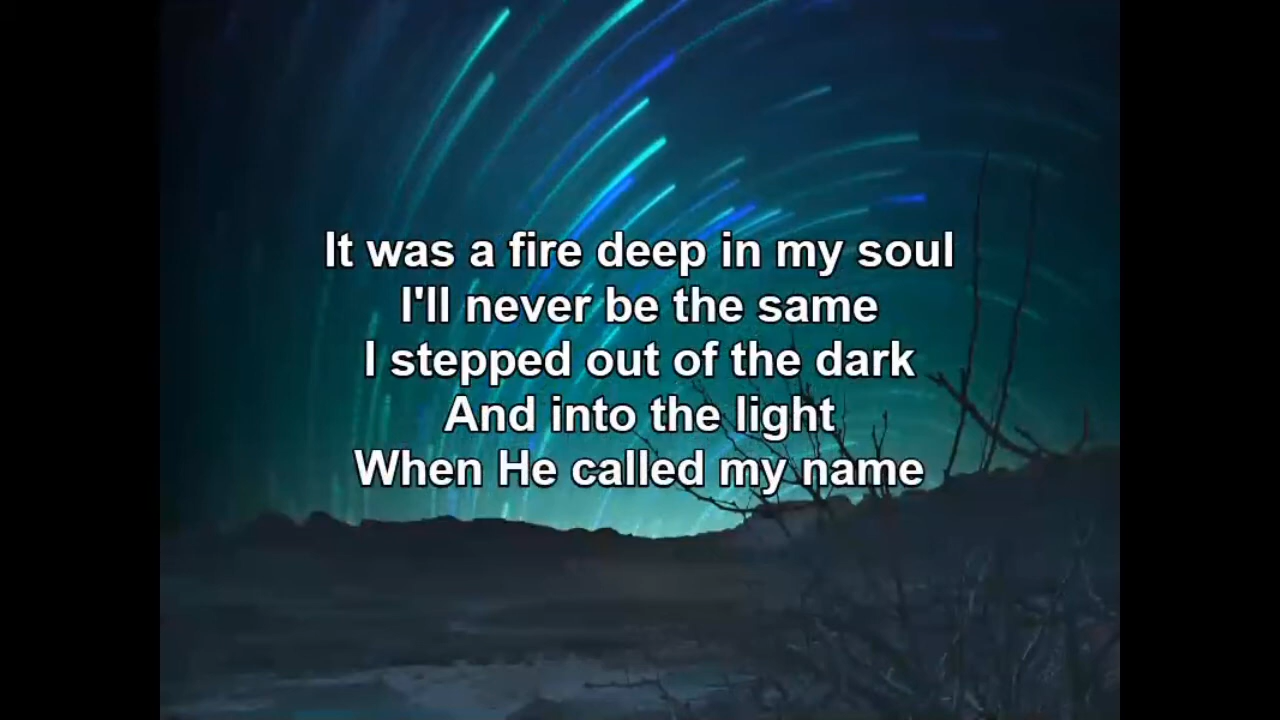 It was a fire deep in my soul
I'll never be the same
I stepped out of the dark
And into the light
When He called my name